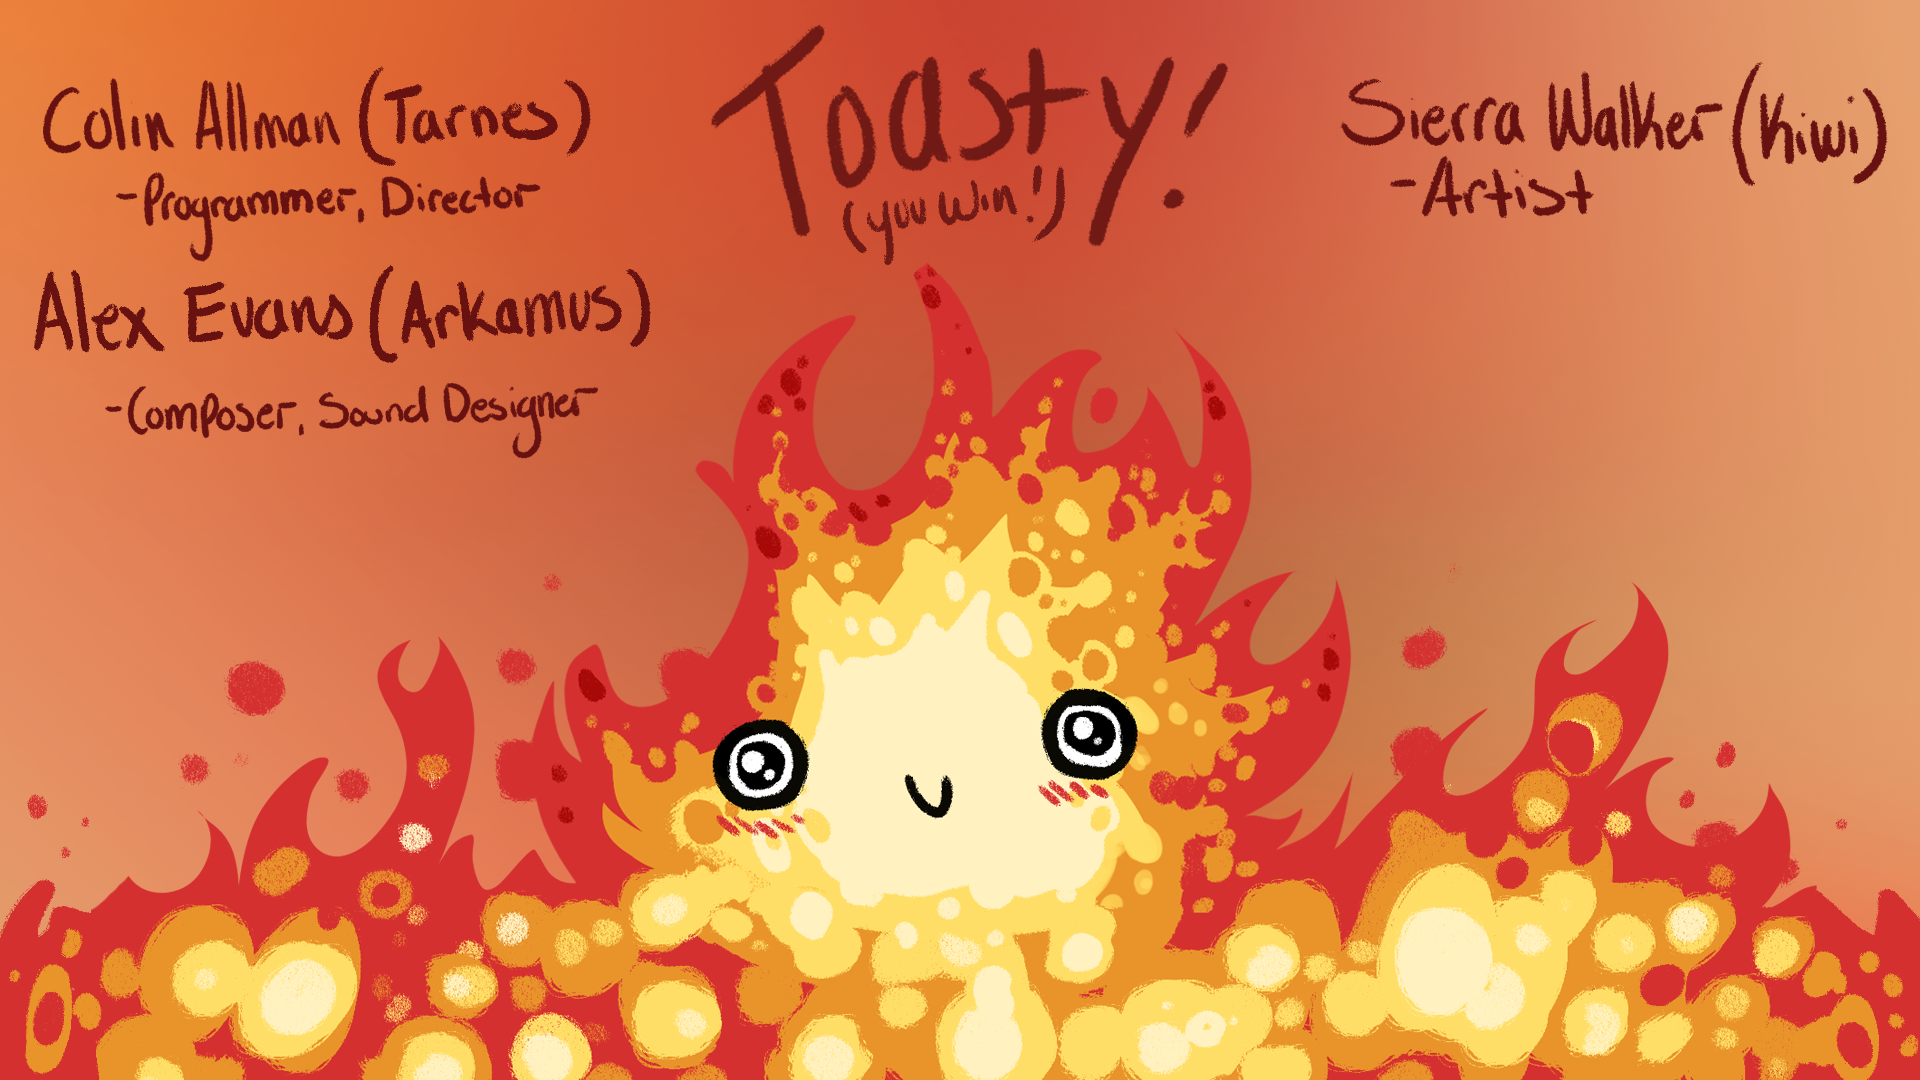 Toasty!
(you win!)
Colin Allman (Tarnes)
-Programmer, Director
Alex Evans (Arkamus)
-Composer, Sound Designer
Sierra Walker (Kiwi)
-Artist